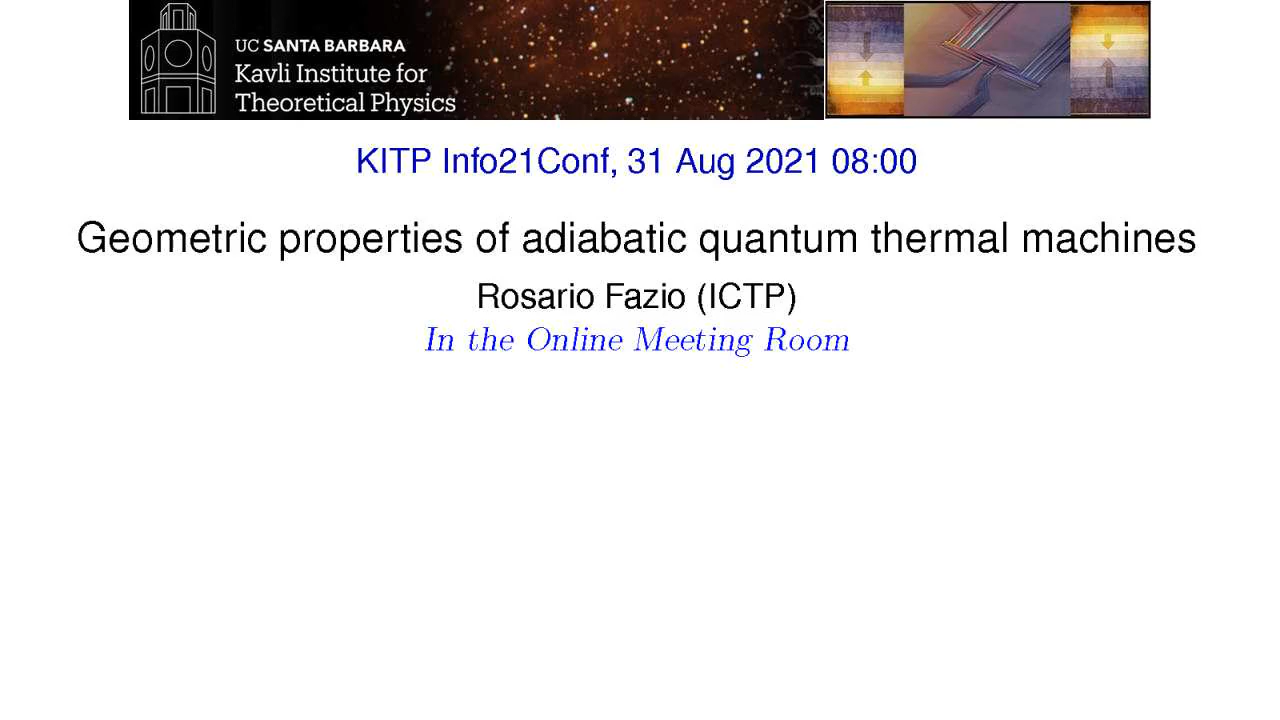 UC SANTA BARBARA
Kavli Institute for
Theoretical Physics
KITP Info21Conf, 31 Aug 2021 08:00
Geometric properties of adiabatic quantum thermal machines
Rosario Fazio (ICTP)
In the Online Meeting Room